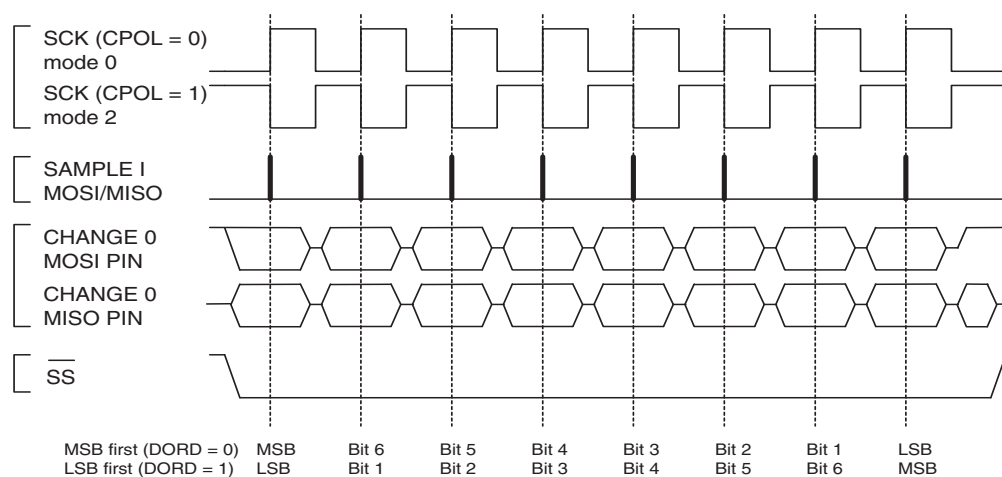 SCK (CPOL = 0)
mode 0
SCK (CPOL = 1)
mode 2
SAMPLE I
MOSI/MISO
CHANGE 0
MOSI PIN
CHANGE 0
MISO PIN
SS
MSB first (DORD = 0) MSB Bit 6 Bit 5 Bit 4 Bit 3 Bit 2 Bit 1 LSB
LSB first (DORD = 1) LSB Bit 1 Bit 2 Bit 3 Bit 4 Bit 5 Bit 6 MSB